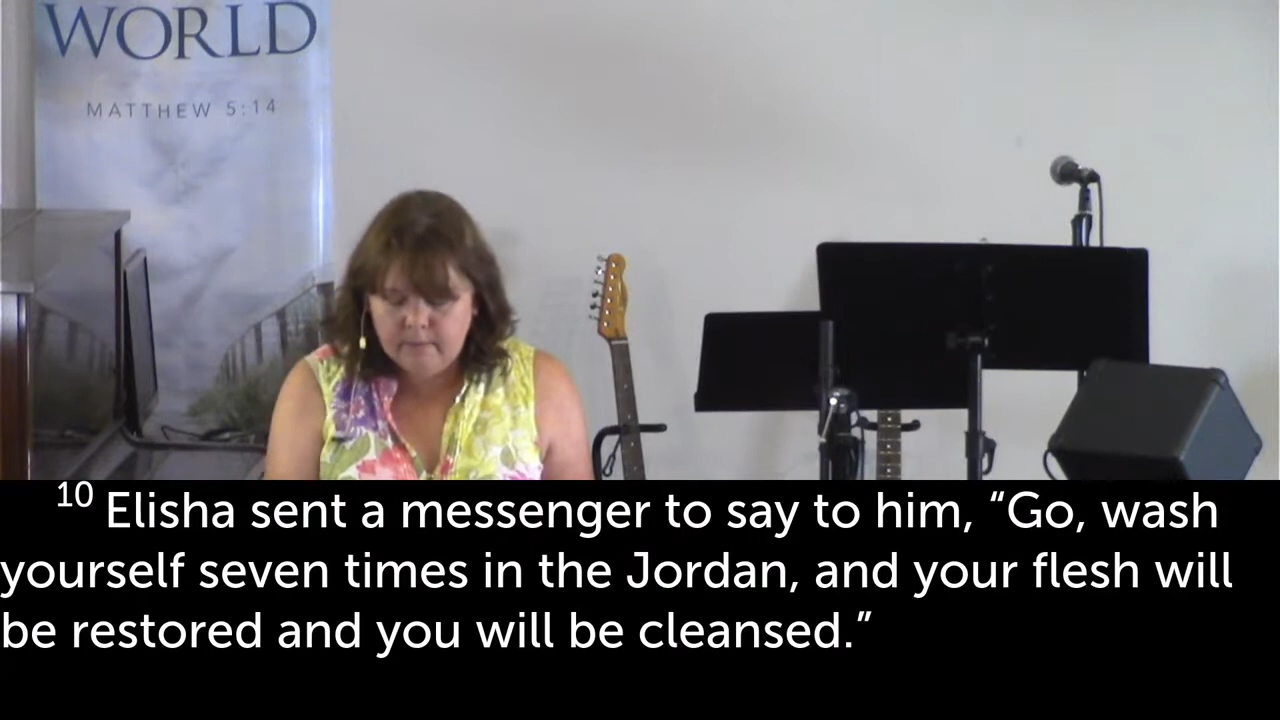 WORLD
MATTHEW 5:14
10 Elisha sent a messenger to say to him, “Go, wash
yourself seven times in the Jordan, and your flesh will
be restored and you will be cleansed.”